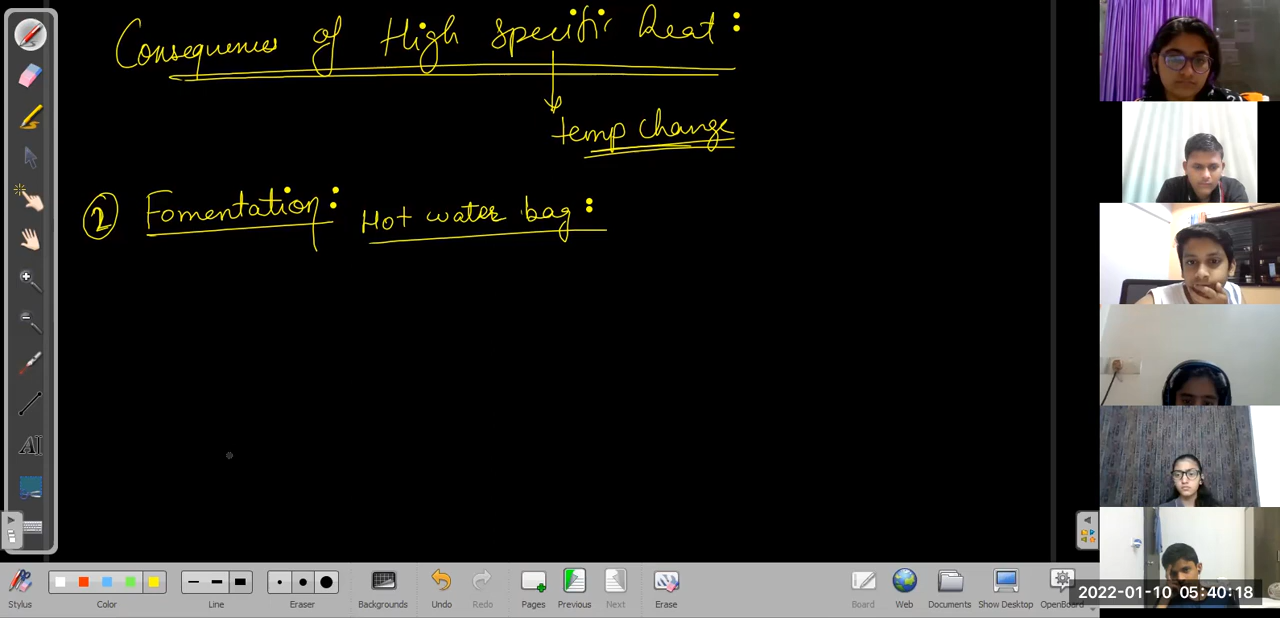 Consequences of High Specific Heat :
temp change
2 Fomentation : Hot water bag :
Stylus
Color
Line
Eraser
Backgrounds
Undo
Redo
Pages
Previous
Next
Erase
Board
Web
Documents
Show Desktop
OpenBoard
2022-01-10 05:40:18